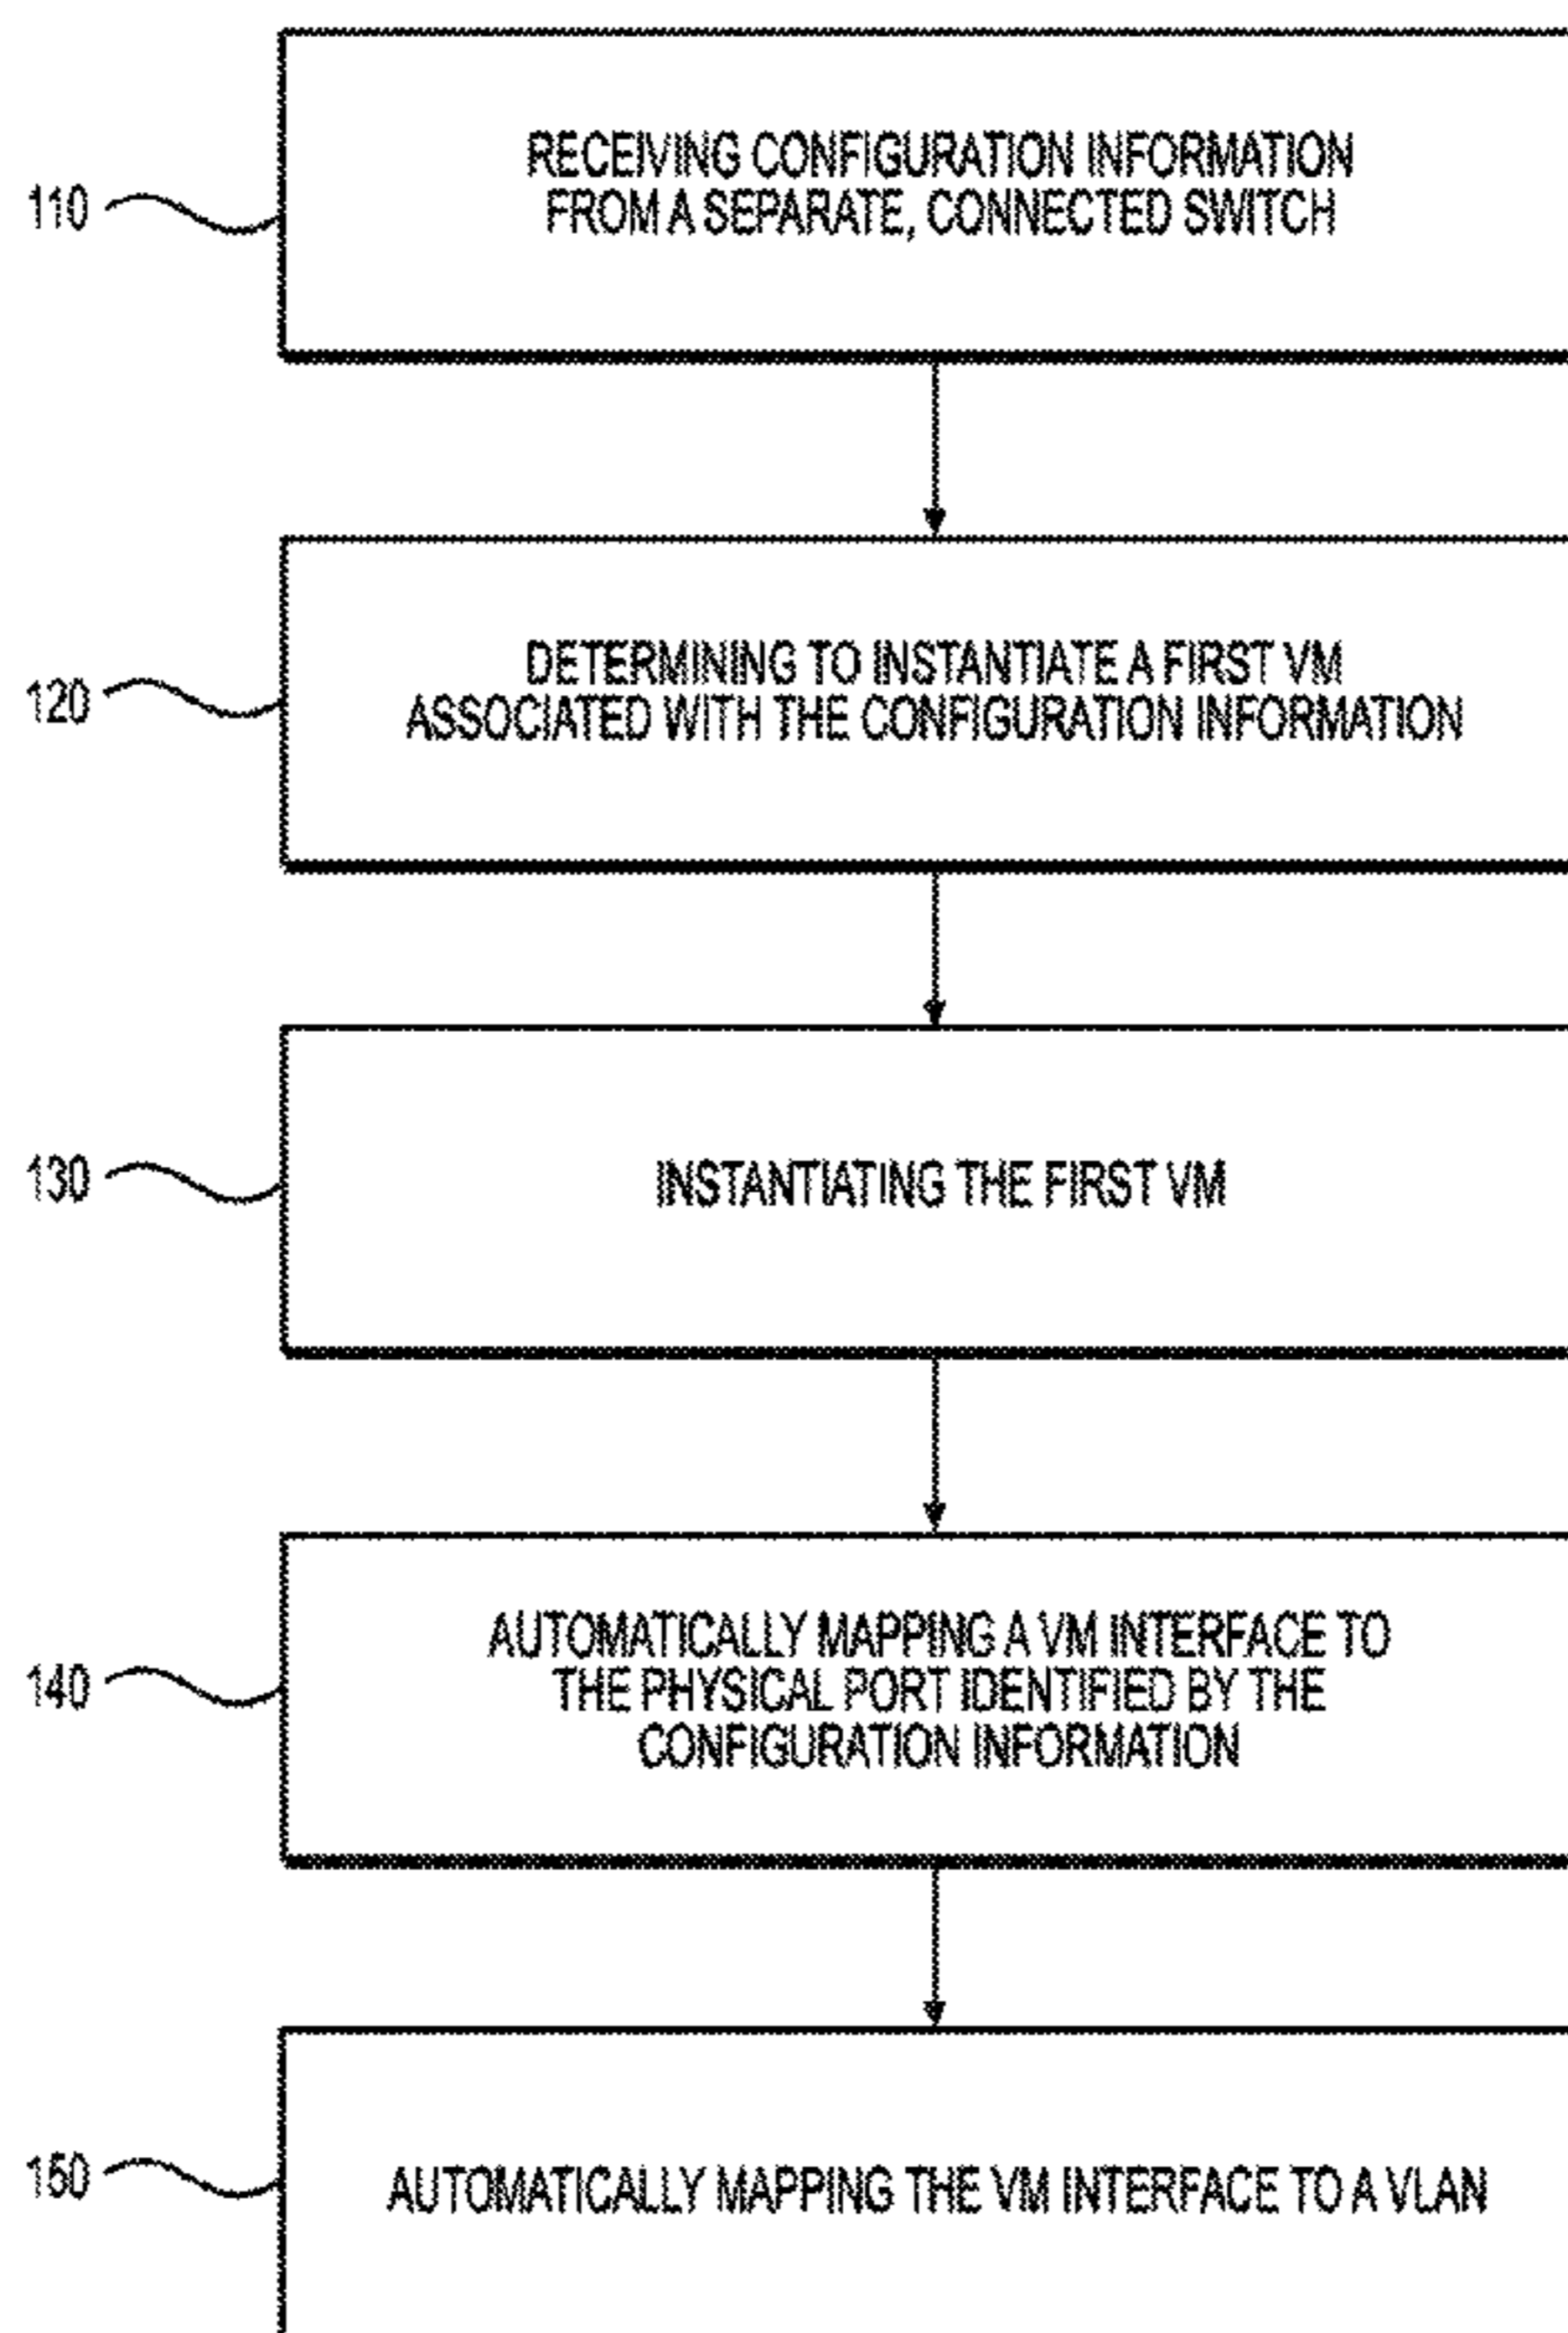 110
RECEIVING CONFIGURATION INFORMATION
FROM A SEPARATE, CONNECTED SWITCH
120
DETERMINING TO INSTANTIATE A FIRST VM
ASSOCIATED WITH THE CONFIGURATION INFORMATION
130
INSTANTIATING THE FIRST VM
140
AUTOMATICALLY MAPPING A VM INTERFACE TO
THE PHYSICAL PORT IDENTIFIED BY THE
CONFIGURATION INFORMATION
150
AUTOMATICALLY MAPPING THE VM INTERFACE TO A VLAN